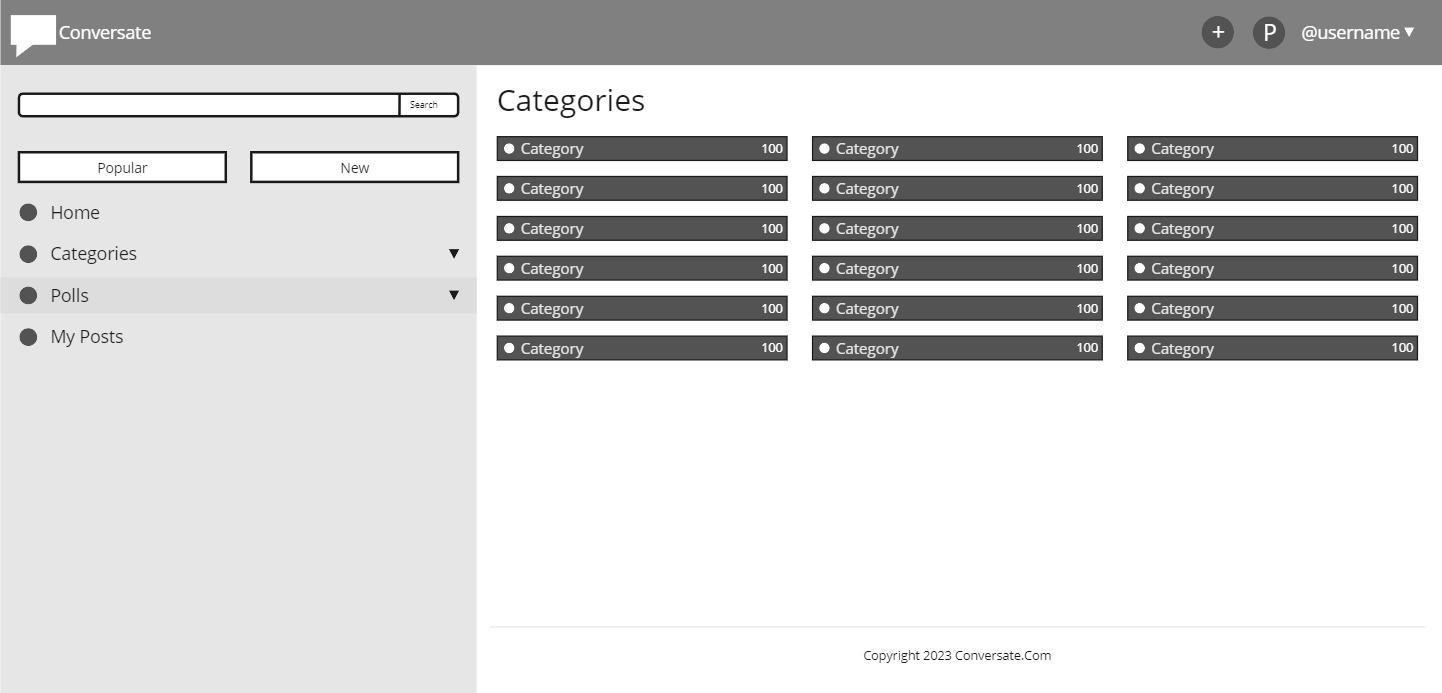 Conversate
+ P @username ▼
Search
Popular New
Home
Categories ▼
Polls ▼
My Posts
Categories
Category 100 Category 100 Category 100
Category 100 Category 100 Category 100
Category 100 Category 100 Category 100
Category 100 Category 100 Category 100
Category 100 Category 100 Category 100
Category 100 Category 100 Category 100
Copyright 2023 Conversate.Com